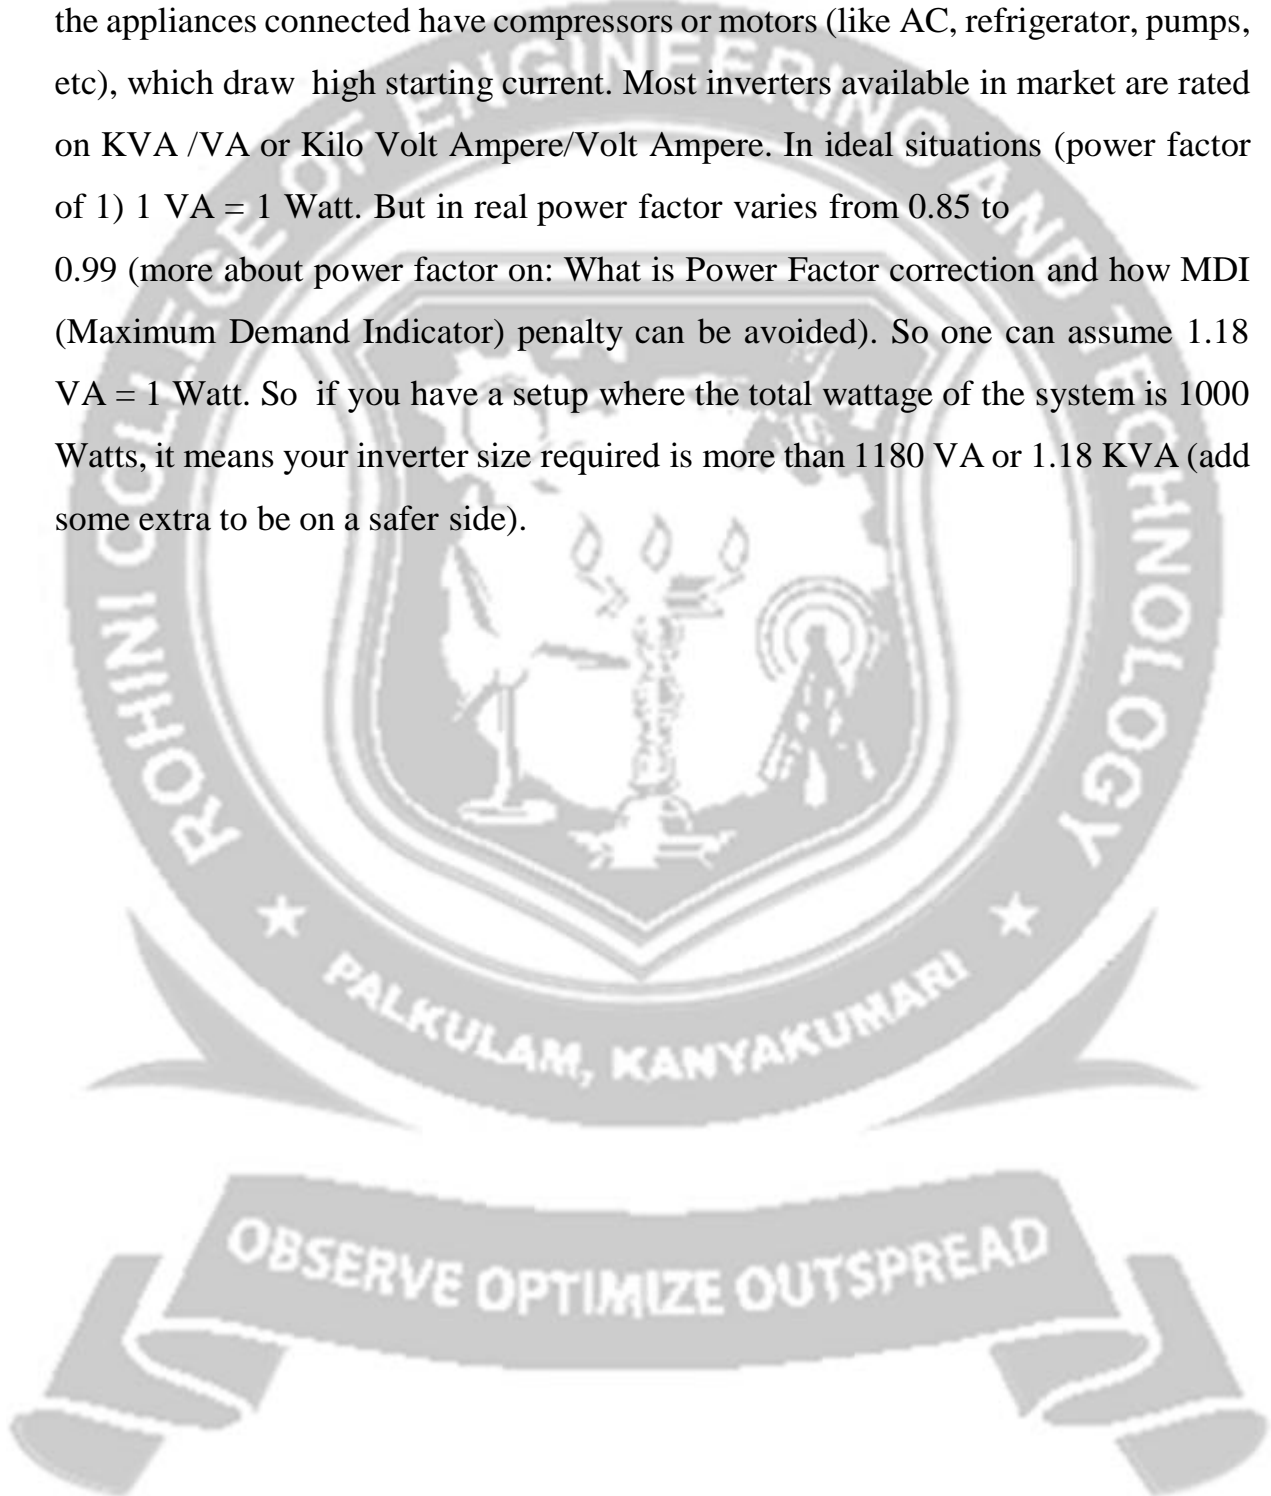 the appliances connected have compressors or motors (like AC, refrigerator, pumps,
etc), which draw high starting current. Most inverters available in market are rated
on KVA /VA or Kilo Volt Ampere/Volt Ampere. In ideal situations (power factor
of 1) 1 VA = 1 Watt. But in real power factor varies from 0.85 to
0.99 (more about power factor on: What is Power Factor correction and how MDI
(Maximum Demand Indicator) penalty can be avoided). So one can assume 1.18
VA = 1 Watt. So if you have a setup where the total wattage of the system is 1000
Watts, it means your inverter size required is more than 1180 VA or 1.18 KVA (add
some extra to be on a safer side).
ROHINI COLLEGE OF ENGINEERING AND TECHNOLOGY
PALKULAM, KANYAKUMARI
OBSERVE OPTIMIZE OUTSPREAD